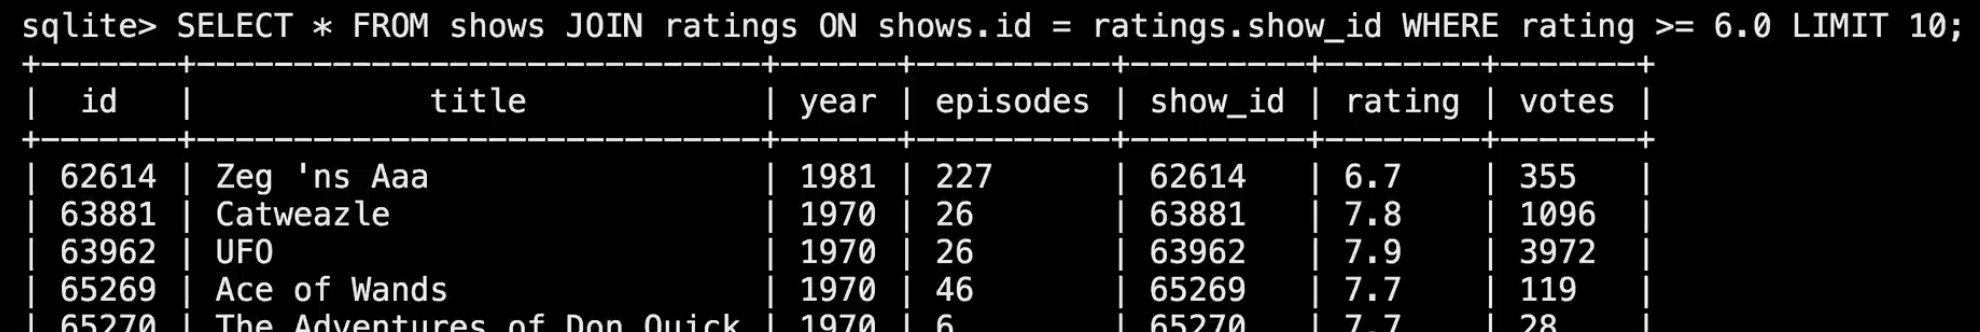 sqlite> SELECT * FROM shows JOIN ratings ON shows.id = ratings.show_id WHERE rating >= 6.0 LIMIT 10;
+-------+------------------------------+------+----------+---------+--------+-------+
|  id   |            title             | year | episodes | show_id | rating | votes |
+-------+------------------------------+------+----------+---------+--------+-------+
| 62614 | Zeg 'ns Aaa                  | 1981 | 227      | 62614   | 6.7    | 355   |
| 63881 | Catweazle                    | 1970 | 26       | 63881   | 7.8    | 1096  |
| 63962 | UFO                          | 1970 | 26       | 63962   | 7.9    | 3972  |
| 65269 | Ace of Wands                 | 1970 | 46       | 65269   | 7.7    | 119   |
| 65270 | The Adventures of Don Quick  | 1970 | 6        | 65270   | 7.7    | 28    |